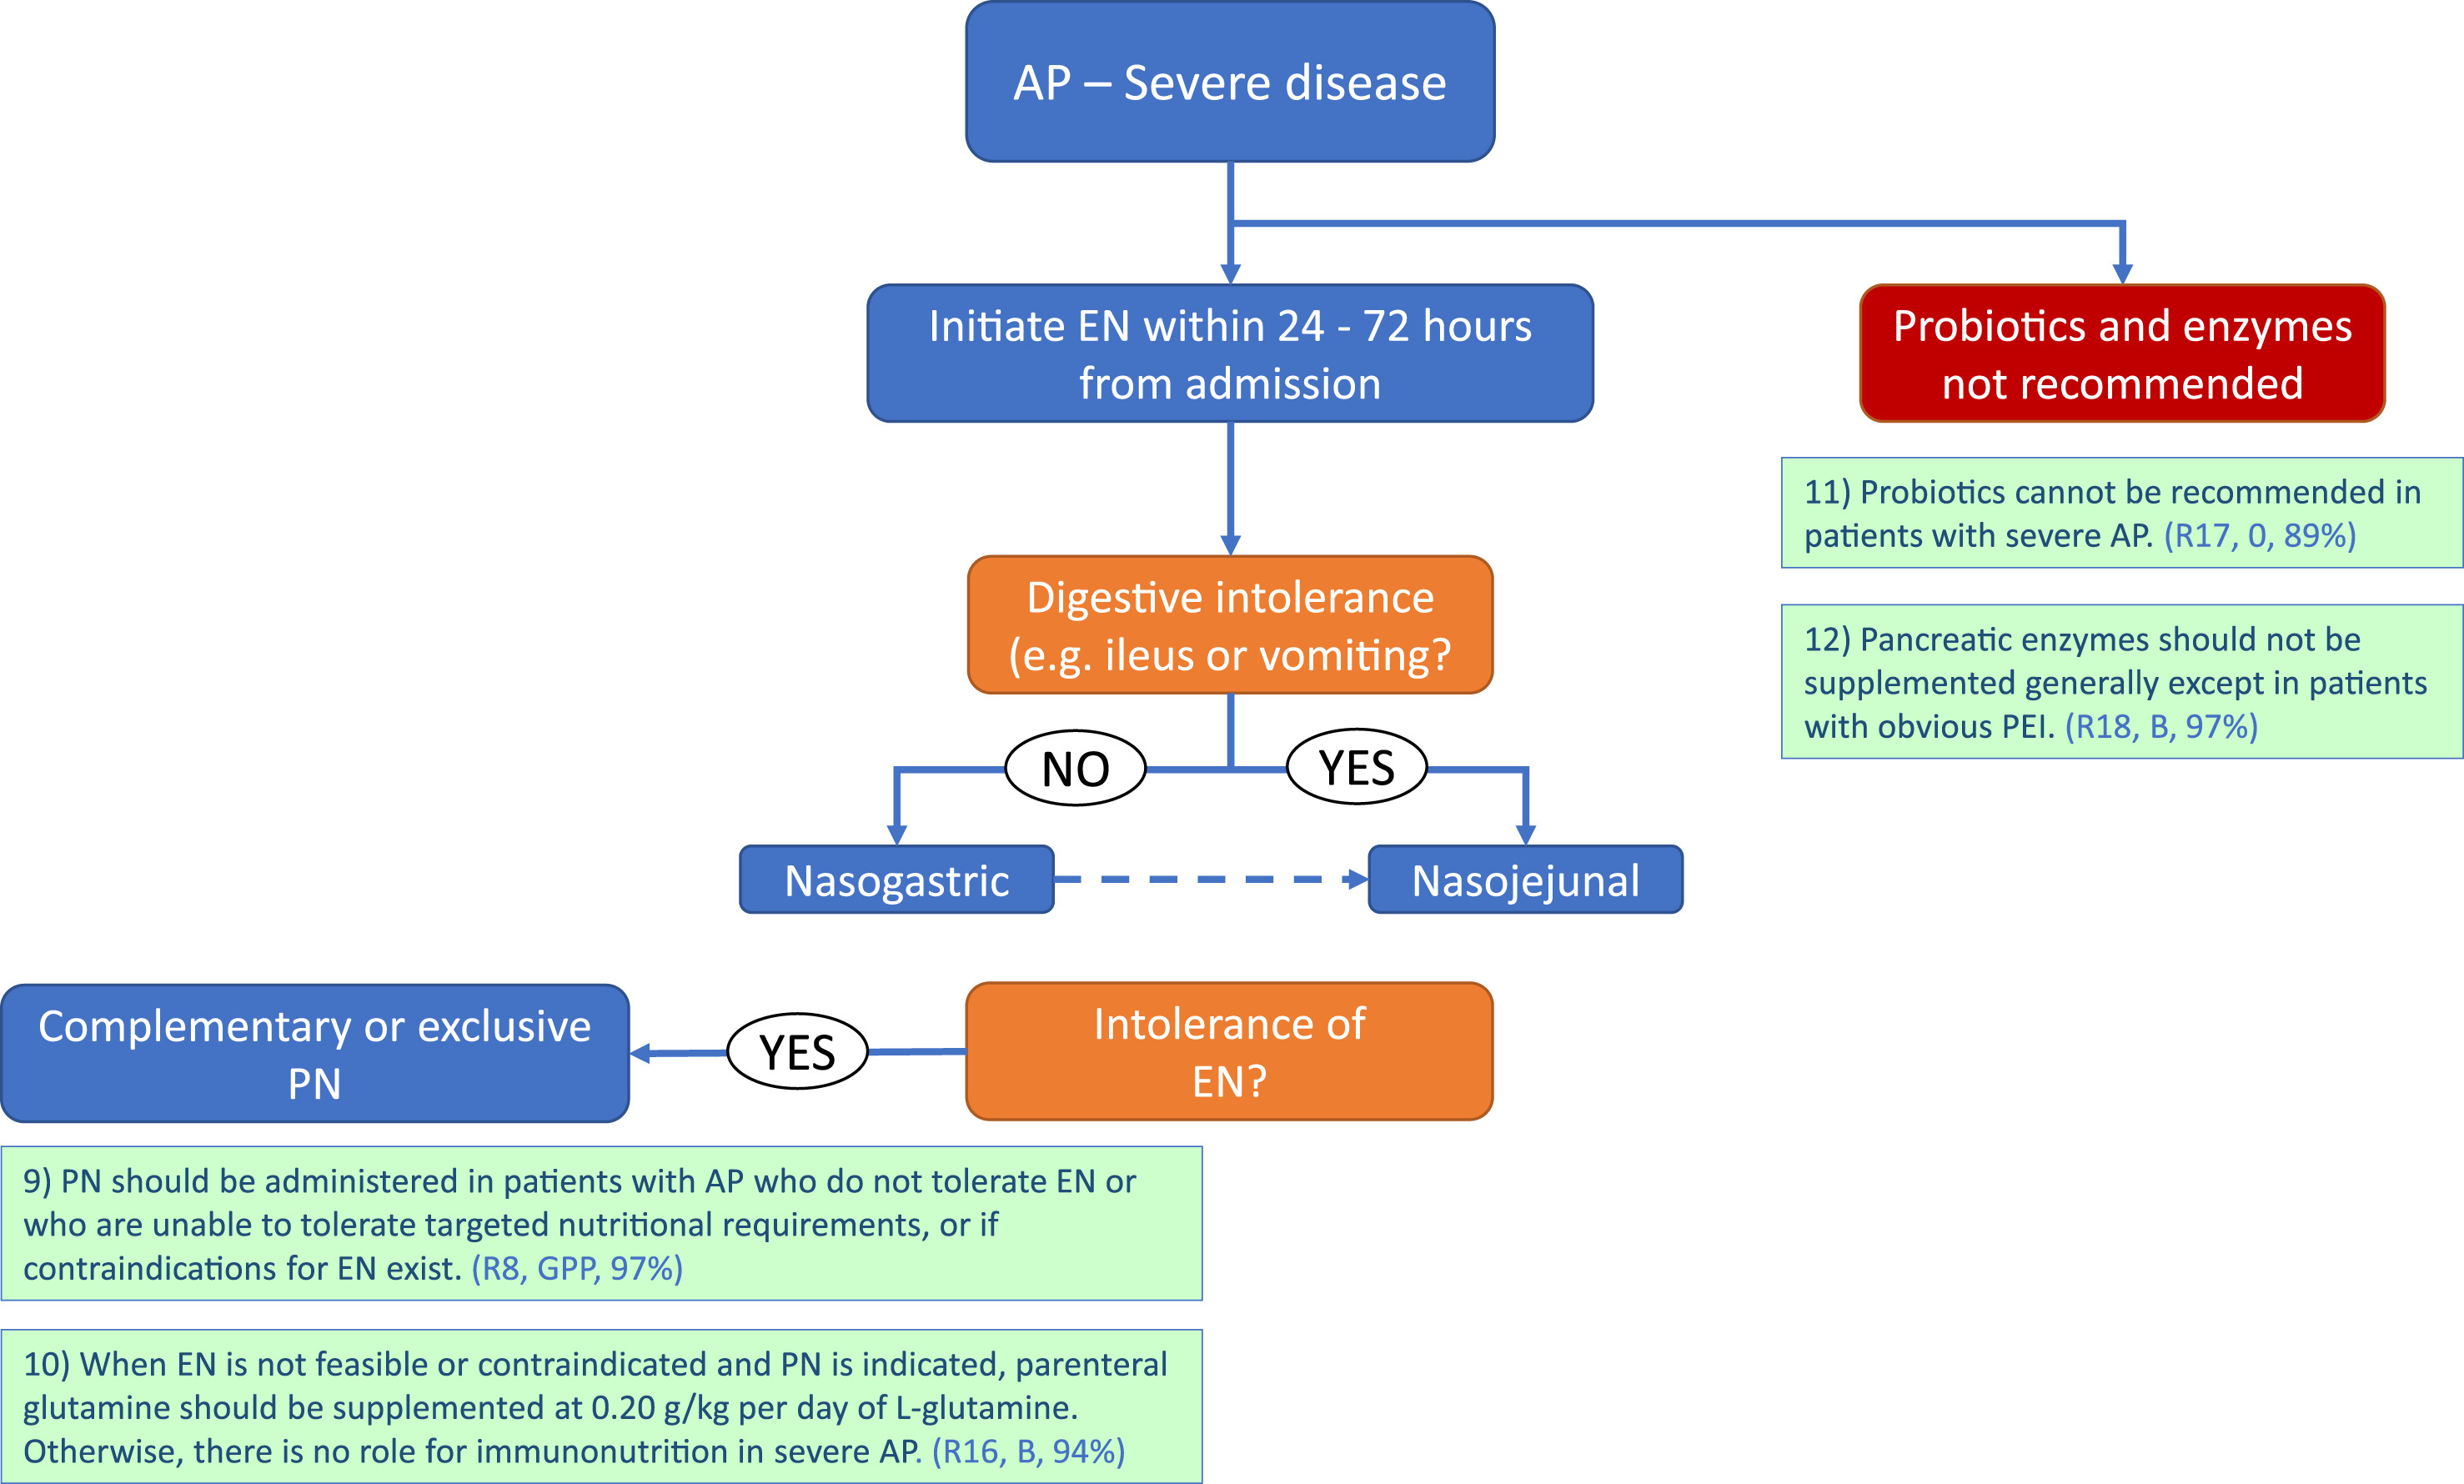 AP – Severe disease
Initiate EN within 24 - 72 hours
from admission
Probiotics and enzymes
not recommended
11) Probiotics cannot be recommended in
patients with severe AP. (R17, 0, 89%)
12) Pancreatic enzymes should not be
supplemented generally except in patients
with obvious PEI. (R18, B, 97%)
Digestive intolerance
(e.g. ileus or vomiting?
NO
YES
Nasogastric
Nasojejunal
Intolerance of
EN?
YES
Complementary or exclusive
PN
9) PN should be administered in patients with AP who do not tolerate EN or
who are unable to tolerate targeted nutritional requirements, or if
contraindications for EN exist. (R8, GPP, 97%)
10) When EN is not feasible or contraindicated and PN is indicated, parenteral
glutamine should be supplemented at 0.20 g/kg per day of L-glutamine.
Otherwise, there is no role for immunonutrition in severe AP. (R16, B, 94%)